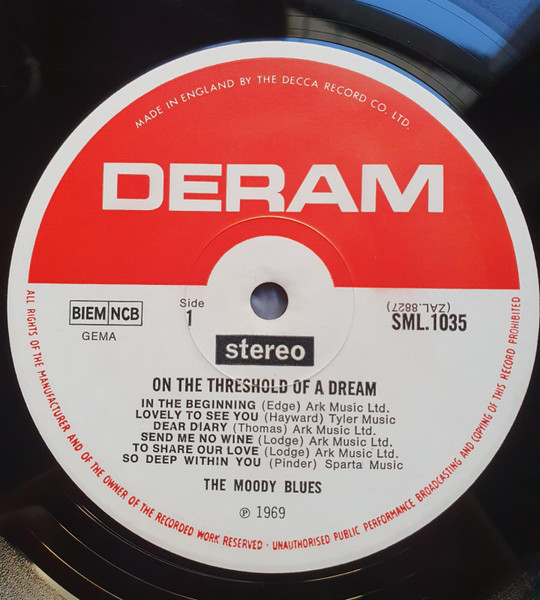 MADE IN ENGLAND BY THE DECCA RECORD CO. LTD.
DERAM
BIEM NCB
GEMA
Side
1
(ZAL.8827)
SML.1035
stereo
ON THE THRESHOLD OF A DREAM
IN THE BEGINNING (Edge) Ark Music Ltd.
LOVELY TO SEE YOU (Hayward) Tyler Music
DEAR DIARY (Thomas) Ark Music Ltd.
SEND ME NO WINE (Lodge) Ark Music Ltd.
TO SHARE OUR LOVE (Lodge) Ark Music Ltd.
SO DEEP WITHIN YOU (Pinder) Sparta Music
THE MOODY BLUES
℗ 1969
ALL RIGHTS OF THE MANUFACTURER AND OF THE OWNER OF THE RECORDED WORK RESERVED · UNAUTHORISED PUBLIC PERFORMANCE BROADCASTING AND COPYING OF THIS RECORD PROHIBITED